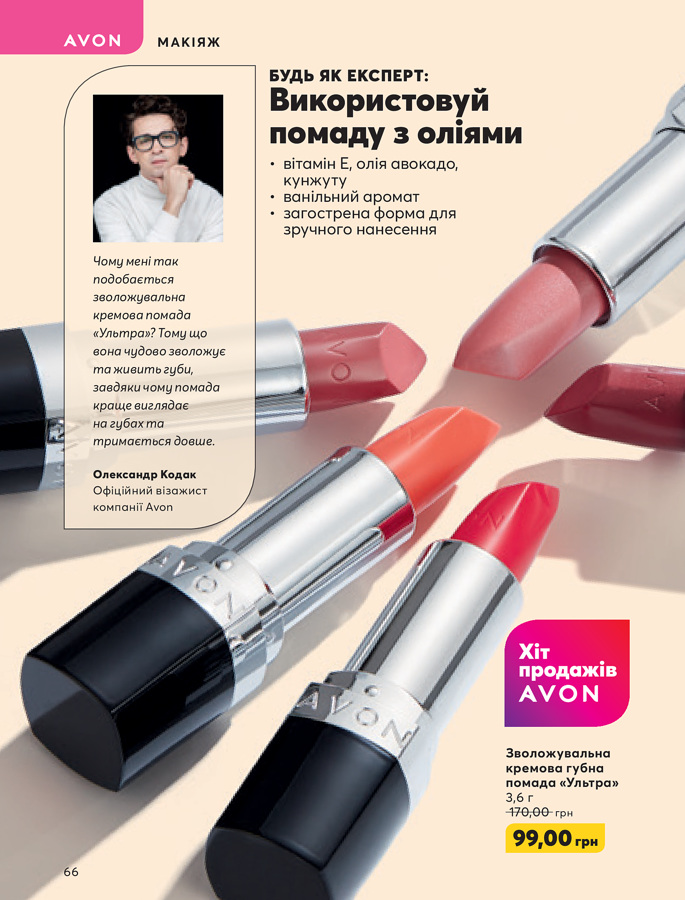 AVON
МАКІЯЖ
БУДЬ ЯК ЕКСПЕРТ:
Використовуй
помаду з оліями
• вітамін Е, олія авокадо,
кунжуту
• ванільний аромат
• загострена форма для
зручного нанесення
Чому мені так
подобається
зволожувальна
кремова помада
«Ультра»? Тому що
вона чудово зволожує
та живить губи,
завдяки чому помада
краще виглядає
на губах та
тримається довше.
Олександр Кодак
Офіційний візажист
компанії Avon
AVON
AVON
AVON
Хіт
продажів
AVON
Зволожувальна
кремова губна
помада «Ультра»
3,6 г
170,00 грн
99,00 грн
66